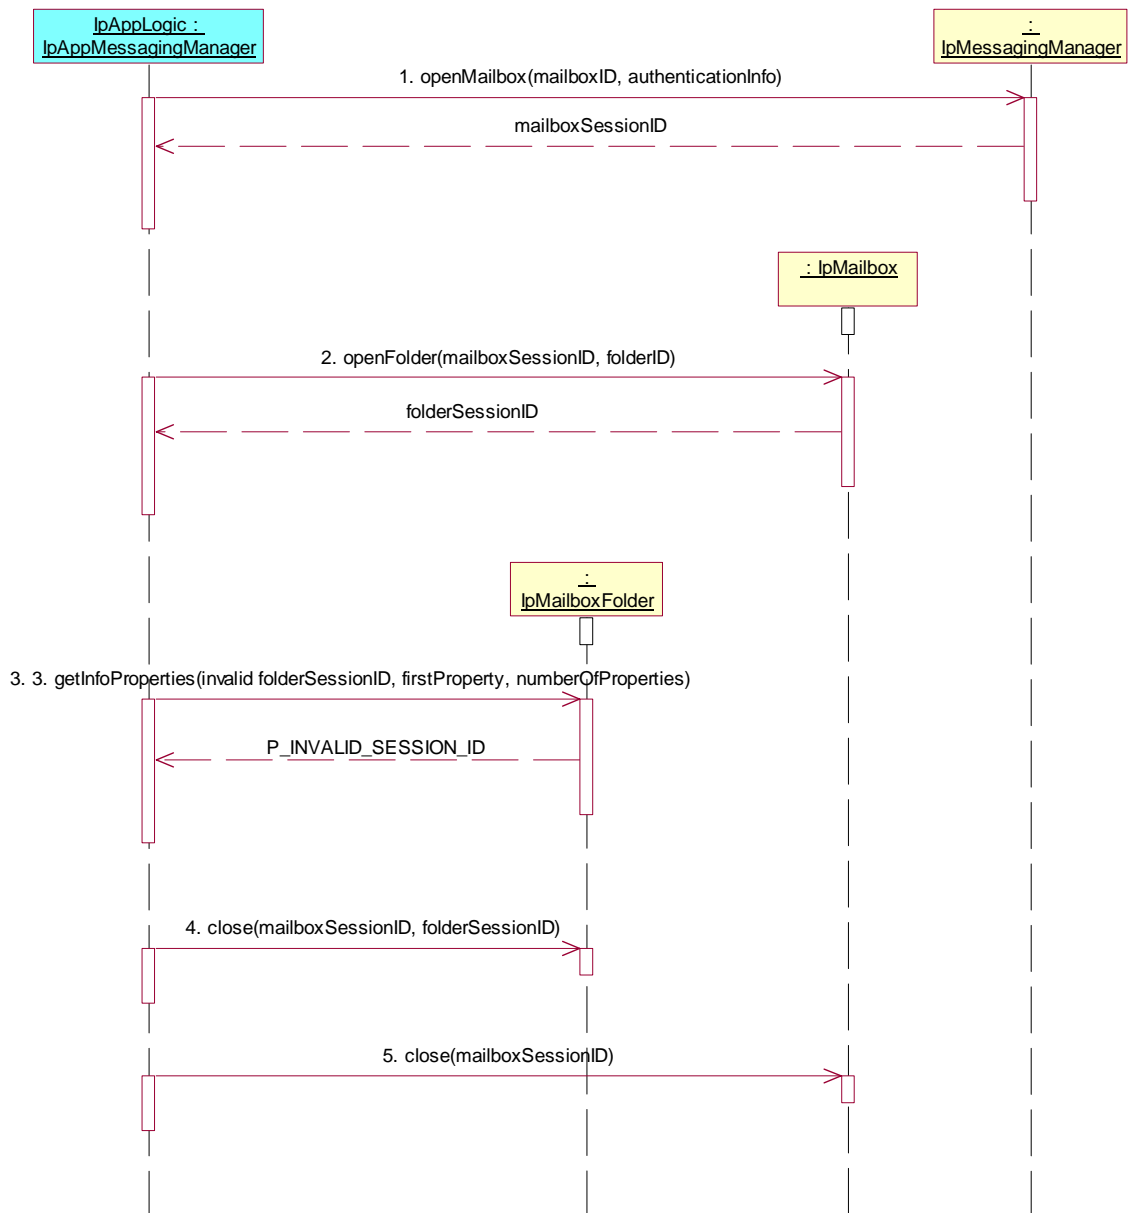 IpAppLogic :
IpAppMessagingManager
:
IpMessagingManager
1. openMailbox(mailboxID, authenticationInfo)
mailboxSessionID
: IpMailbox
2. openFolder(mailboxSessionID, folderID)
folderSessionID
:
IpMailboxFolder
3. 3. getInfoProperties(invalid folderSessionID, firstProperty, numberOfProperties)
P_INVALID_SESSION_ID
4. close(mailboxSessionID, folderSessionID)
5. close(mailboxSessionID)